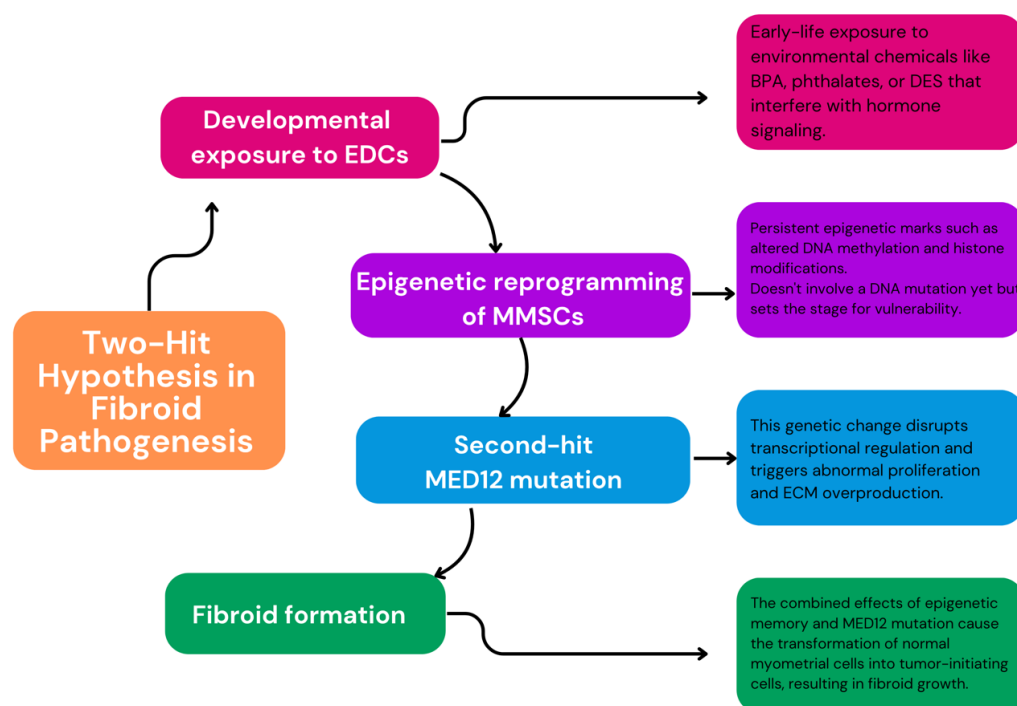 Early-life exposure to
environmental chemicals like
BPA, phthalates, or DES that
interfere with hormone
signaling.
Developmental
exposure to EDCs
Persistent epigenetic marks such as
altered DNA methylation and histone
modifications.
Doesn't involve a DNA mutation yet but
sets the stage for vulnerability.
Epigenetic reprogramming
of MMSCs
Two-Hit
Hypothesis in
Fibroid
Pathogenesis
Second-hit
MED12 mutation
This genetic change disrupts
transcriptional regulation and
triggers abnormal proliferation
and ECM overproduction.
Fibroid formation
The combined effects of epigenetic
memory and MED12 mutation cause
the transformation of normal
myometrial cells into tumor-initiating
cells, resulting in fibroid growth.